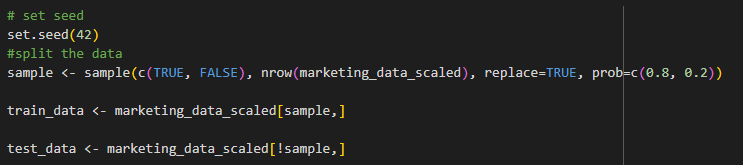 # set seed
set.seed(42)
#split the data
sample <- sample(c(TRUE, FALSE), nrow(marketing_data_scaled), replace=TRUE, prob=c(0.8, 0.2))
train_data <- marketing_data_scaled[sample,]
test_data <- marketing_data_scaled[!sample,]